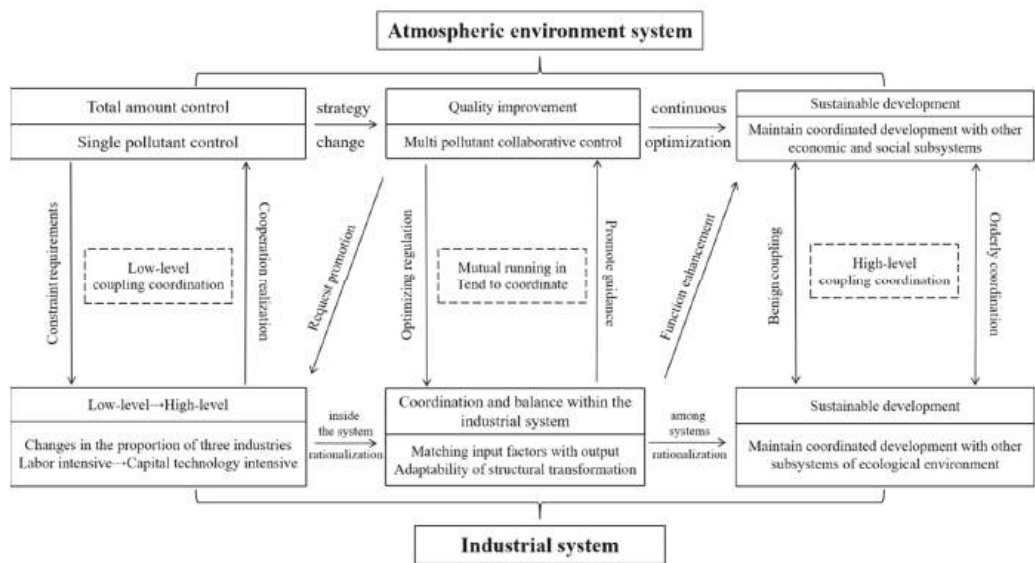 Atmospheric environment system
Total amount control
Single pollutant control
strategy
change
Quality improvement
Multi pollutant collaborative control
continuous
optimization
Sustainable development
Maintain coordinated development with other
economic and social subsystems
Constraint requirements
Low-level
coupling coordination
Cooperation realization
Request promotion
Optimizing regulation
Mutual running in
Tend to coordinate
Promote guidance
Function enhancement
Benign coupling
High-level
coupling coordination
Orderly coordination
Low-level→High-level
Changes in the proportion of three industries
Labor intensive→Capital technology intensive
inside
the system
rationalization
Coordination and balance within the
industrial system
Matching input factors with output
Adaptability of structural transformation
among
systems
rationalization
Sustainable development
Maintain coordinated development with other
subsystems of ecological environment
Industrial system